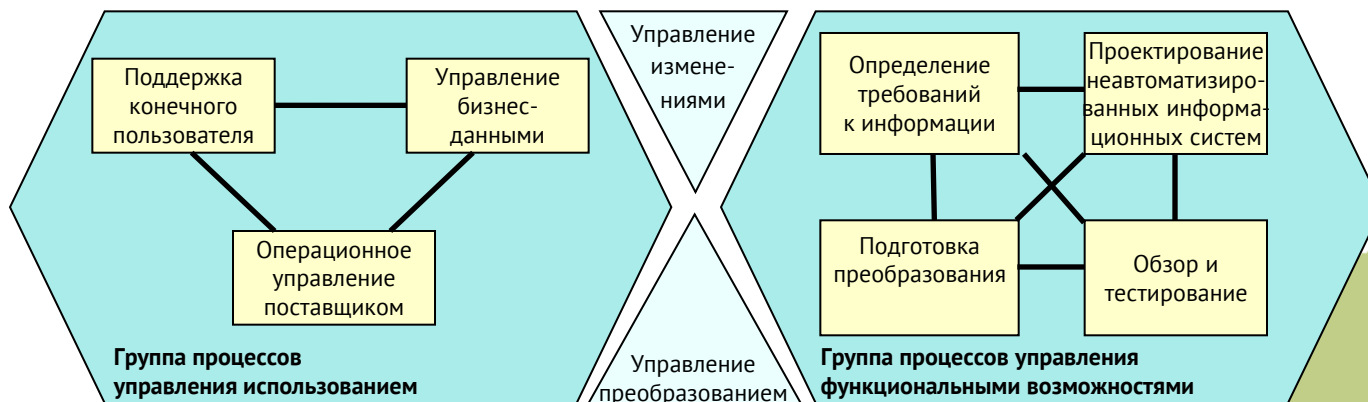 Поддержка
конечного
пользователя
Управление
бизнес-
данными
Операционное
управление
поставщиком
Группа процессов
управления использованием
Управление
измене-
ниями
Управление
преобразованием
Определение
требований
к информации
Проектирование
неавтоматизиро-
ванных информа-
ционных систем
Подготовка
преобразования
Обзор и
тестирование
Группа процессов управления
функциональными возможностями